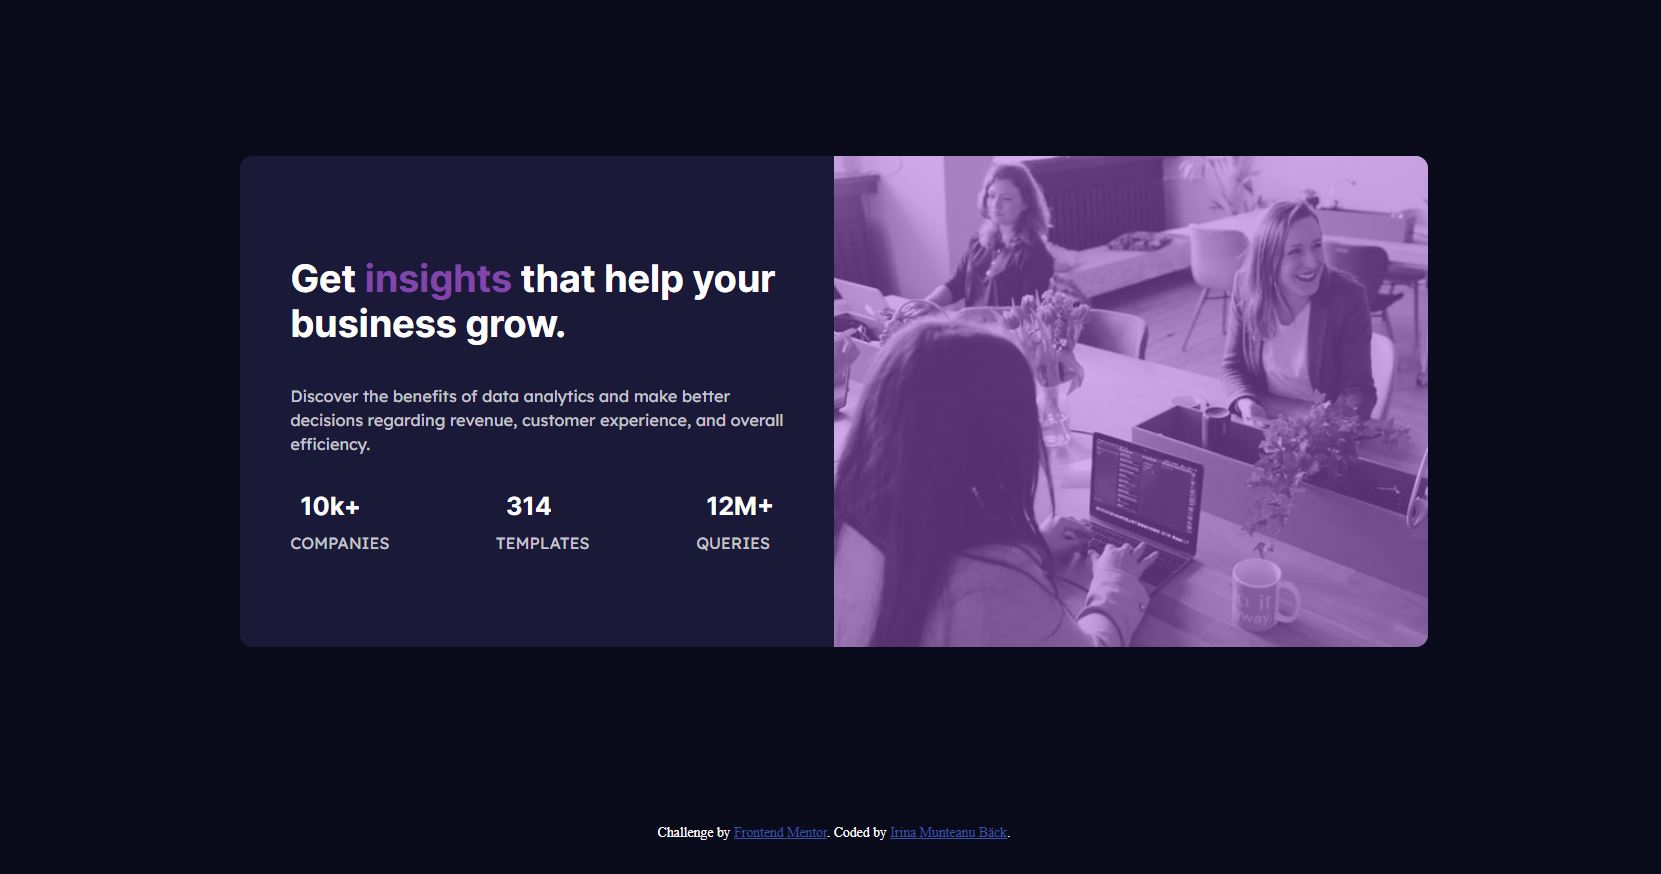 Get insights that help your
business grow.
Discover the benefits of data analytics and make better
decisions regarding revenue, customer experience, and overall
efficiency.
10k+ 314 12M+
COMPANIES TEMPLATES QUERIES
Challenge by Frontend Mentor. Coded by Irina Munteanu Bäck.